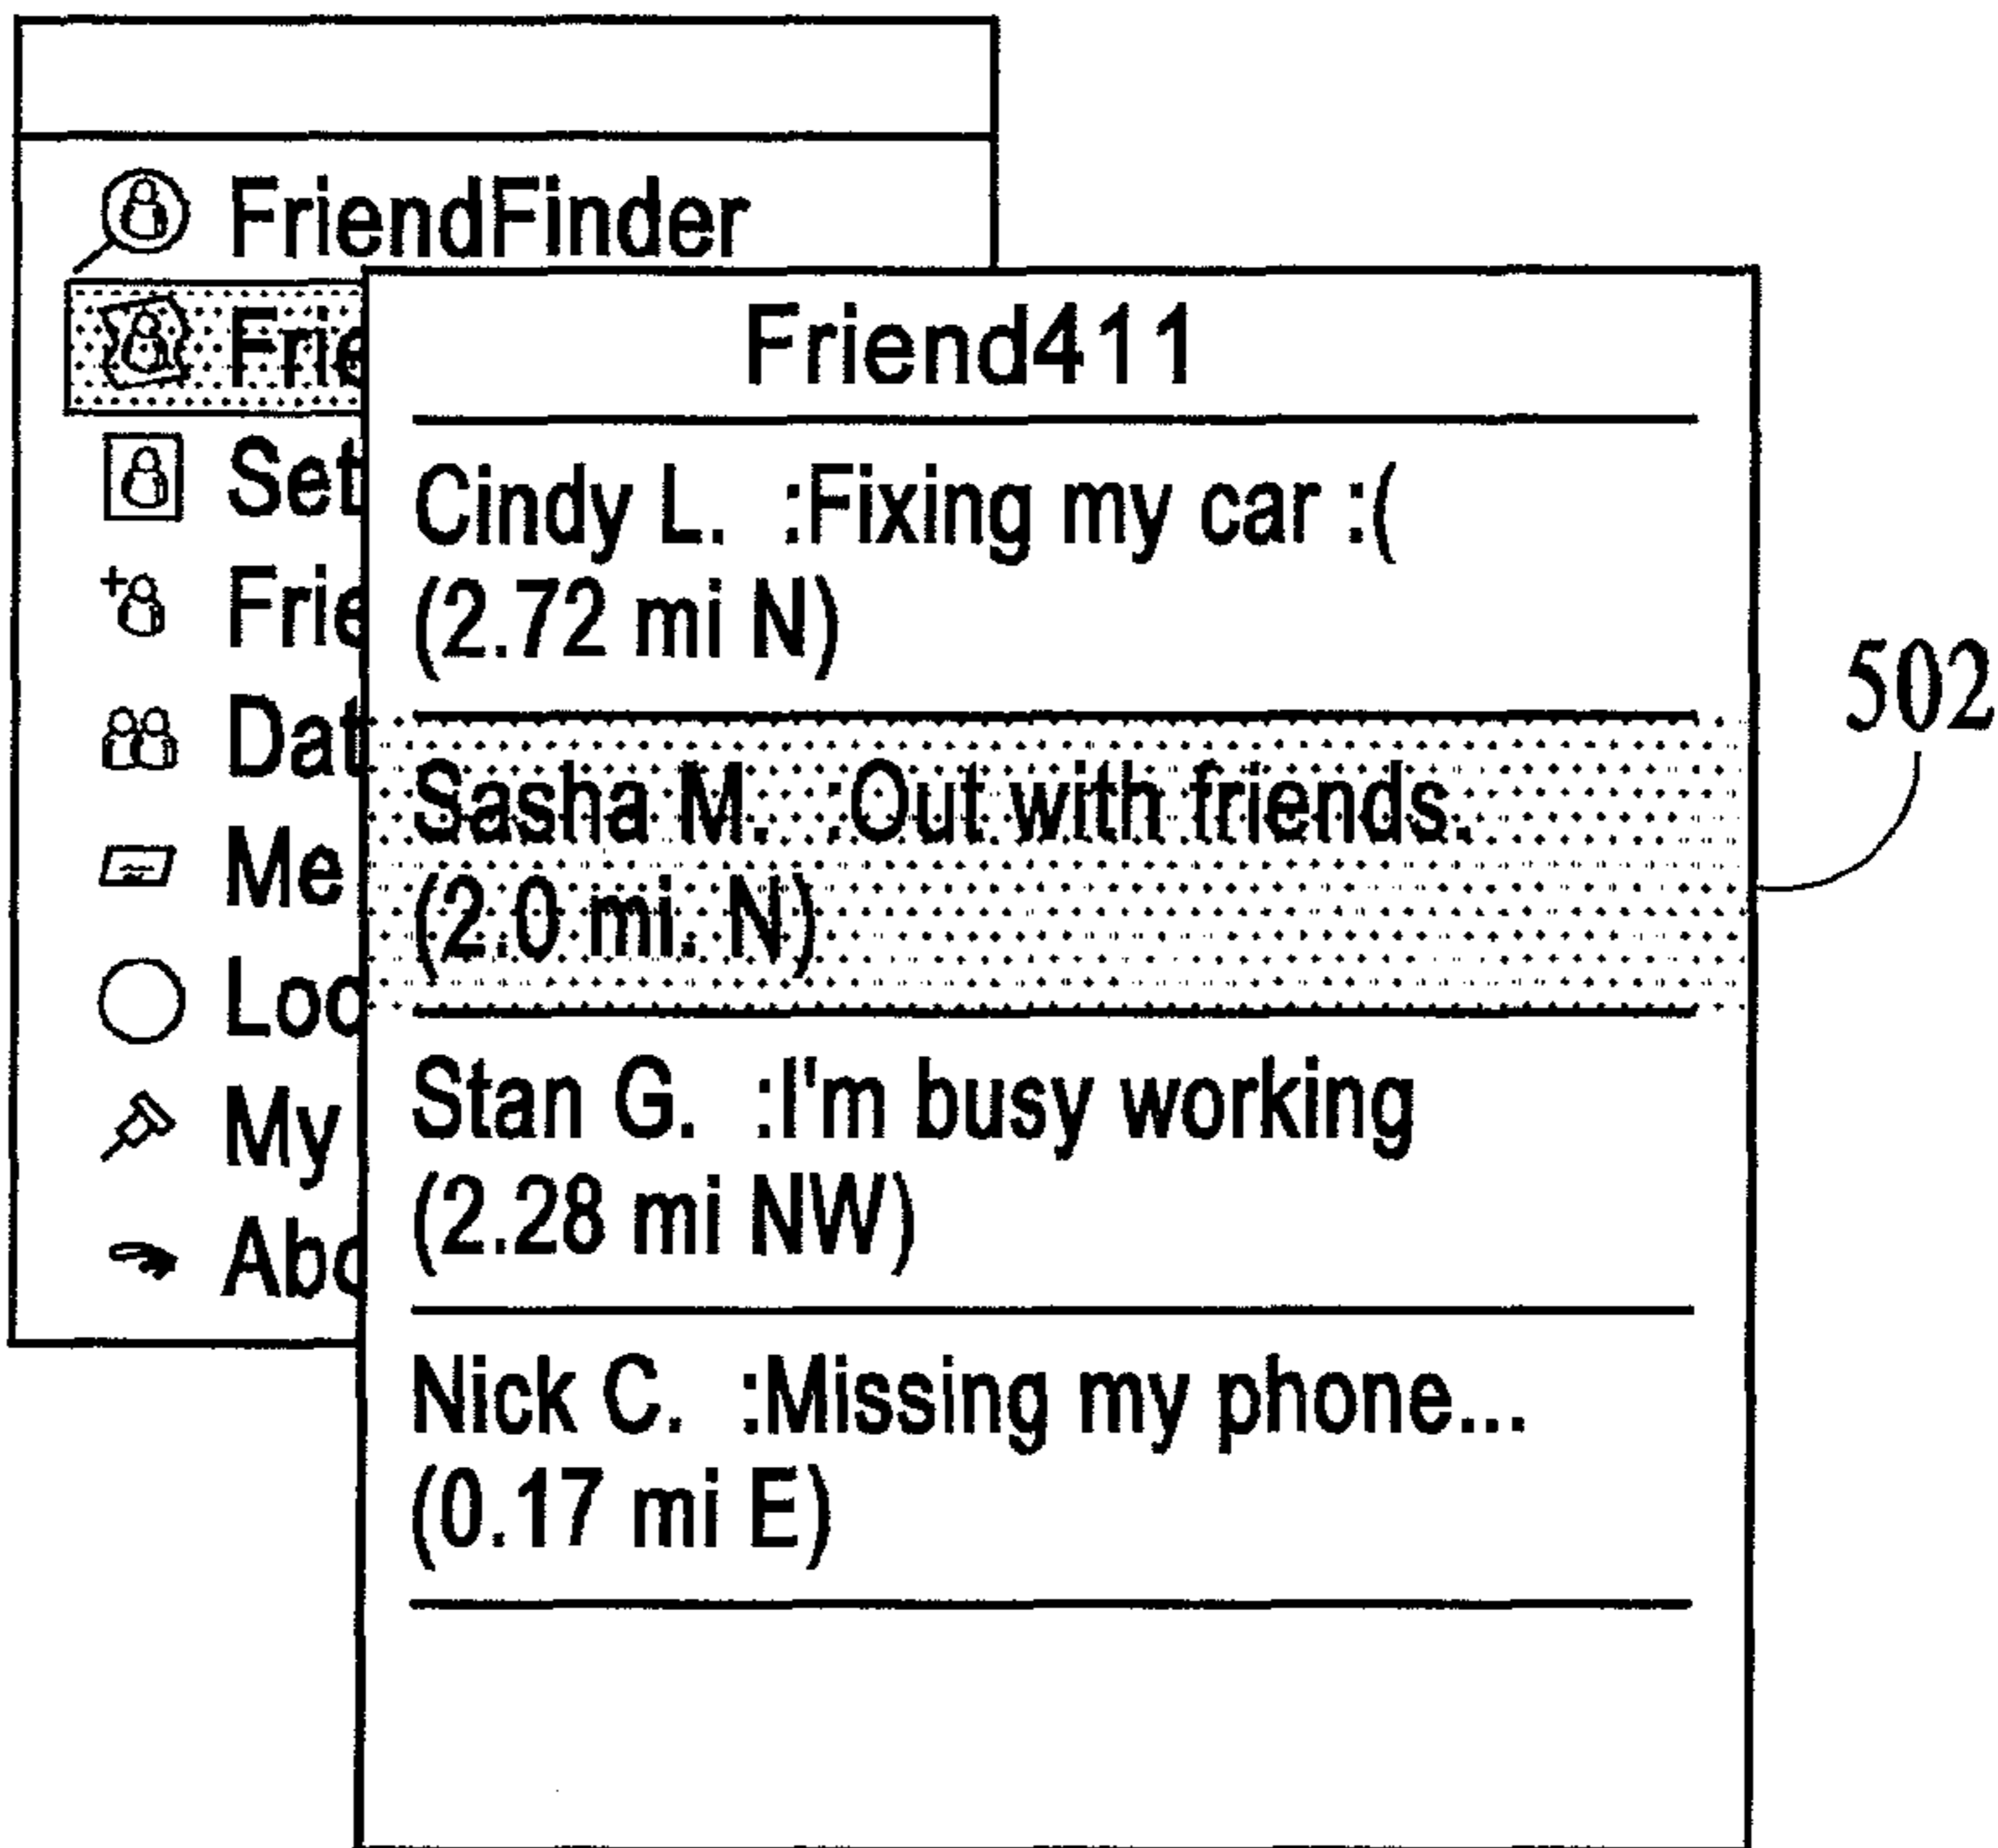 FriendFinder
Frie
Set
Frie
Dat
Me
Loc
My
Abo
Friend411
Cindy L. :Fixing my car :(
(2.72 mi N)
Sasha M. :Out with friends.
(2.0 mi. N)
Stan G. :I'm busy working
(2.28 mi NW)
Nick C. :Missing my phone...
(0.17 mi E)
502